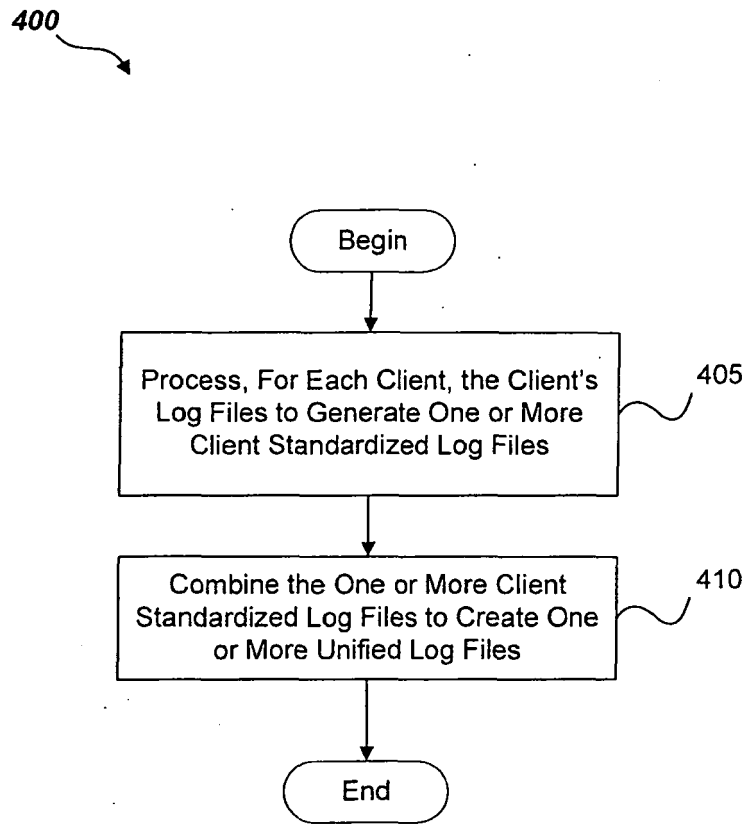 400
Begin
Process, For Each Client, the Client's
Log Files to Generate One or More
Client Standardized Log Files
405
Combine the One or More Client
Standardized Log Files to Create One
or More Unified Log Files
410
End